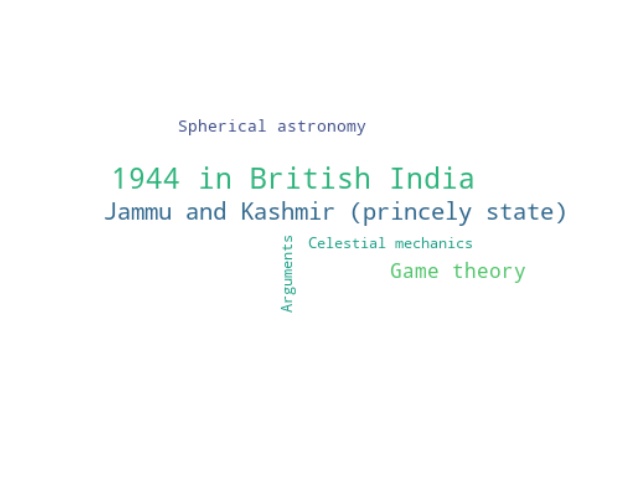 Spherical astronomy
1944 in British India
Jammu and Kashmir (princely state)
Celestial mechanics
Arguments
Game theory